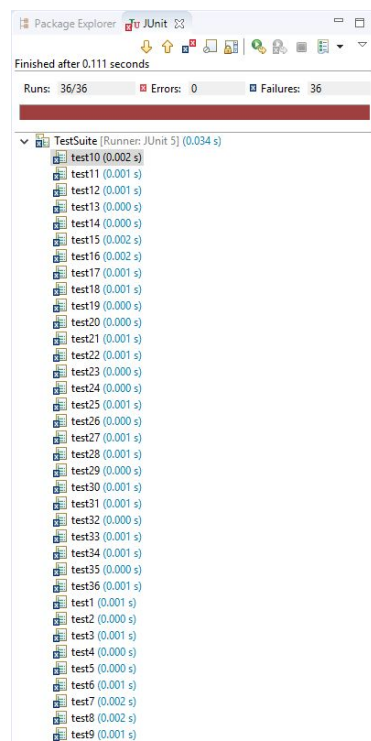 Package Explorer JUnit
Finished after 0.111 seconds
Runs: 36/36 Errors: 0 Failures: 36
TestSuite [Runner: JUnit 5] (0.034 s)
test10 (0.002 s)
test11 (0.001 s)
test12 (0.001 s)
test13 (0.000 s)
test14 (0.000 s)
test15 (0.002 s)
test16 (0.002 s)
test17 (0.001 s)
test18 (0.001 s)
test19 (0.000 s)
test20 (0.000 s)
test21 (0.001 s)
test22 (0.001 s)
test23 (0.000 s)
test24 (0.000 s)
test25 (0.001 s)
test26 (0.000 s)
test27 (0.001 s)
test28 (0.001 s)
test29 (0.000 s)
test30 (0.001 s)
test31 (0.001 s)
test32 (0.000 s)
test33 (0.001 s)
test34 (0.001 s)
test35 (0.000 s)
test36 (0.001 s)
test1 (0.001 s)
test2 (0.000 s)
test3 (0.001 s)
test4 (0.000 s)
test5 (0.000 s)
test6 (0.001 s)
test7 (0.002 s)
test8 (0.002 s)
test9 (0.001 s)